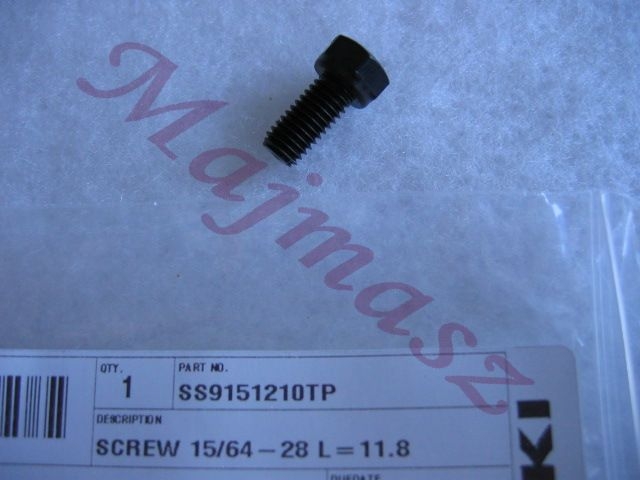 Majmasz
QTY.
1
PART NO.
SS9151210TP
DESCRIPTION
SCREW 15/64-28 L=11.8
KI